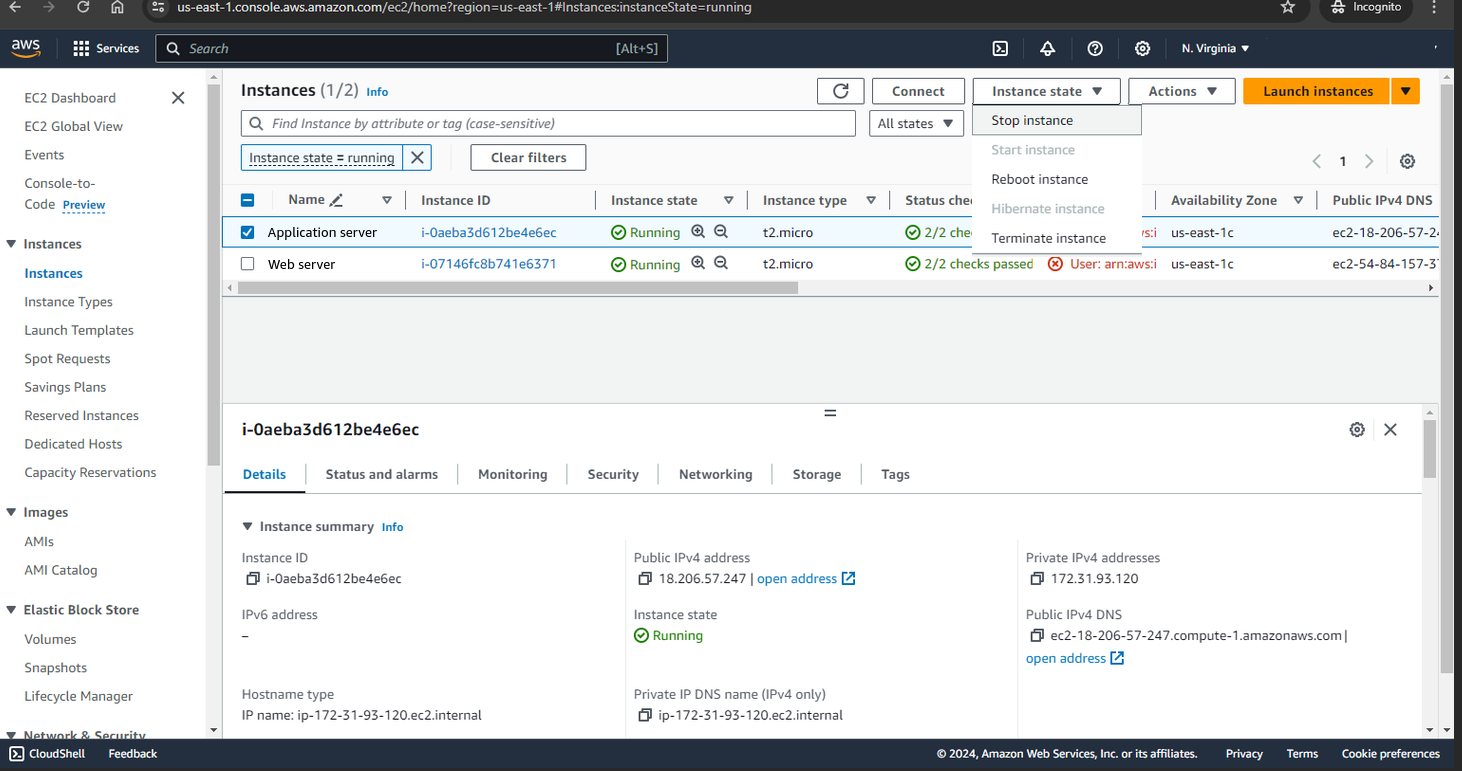 us-east-1.console.aws.amazon.com/ec2/home?region=us-east-1#Instances:instanceState=running
Incognito
aws
Services
Search
[Alt+S]
N. Virginia
EC2 Dashboard
EC2 Global View
Events
Console-to-
Code Preview
Instances
Instances
Instance Types
Launch Templates
Spot Requests
Savings Plans
Reserved Instances
Dedicated Hosts
Capacity Reservations
Images
AMIs
AMI Catalog
Elastic Block Store
Volumes
Snapshots
Lifecycle Manager
Network & Security
Instances (1/2) Info
Connect
Instance state
Actions
Launch instances
Find Instance by attribute or tag (case-sensitive)
All states
Stop instance
Start instance
Reboot instance
Hibernate instance
Terminate instance
Instance state = running
Clear filters
1
Name Instance ID Instance state Instance type Status chec Availability Zone Public IPv4 DNS
Application server i-0aeba3d612be4e6ec Running t2.micro 2/2 chec ws:i us-east-1c ec2-18-206-57-24
Web server i-07146fc8b741e6371 Running t2.micro 2/2 checks passed User: arn:aws:i us-east-1c ec2-54-84-157-37
i-0aeba3d612be4e6ec
Details Status and alarms Monitoring Security Networking Storage Tags
Instance summary Info
Instance ID
i-0aeba3d612be4e6ec
Public IPv4 address
18.206.57.247 | open address
Private IPv4 addresses
172.31.93.120
IPv6 address
–
Instance state
Running
Public IPv4 DNS
ec2-18-206-57-247.compute-1.amazonaws.com |
open address
Hostname type
IP name: ip-172-31-93-120.ec2.internal
Private IP DNS name (IPv4 only)
ip-172-31-93-120.ec2.internal
CloudShell
Feedback
© 2024, Amazon Web Services, Inc. or its affiliates.
Privacy
Terms
Cookie preferences